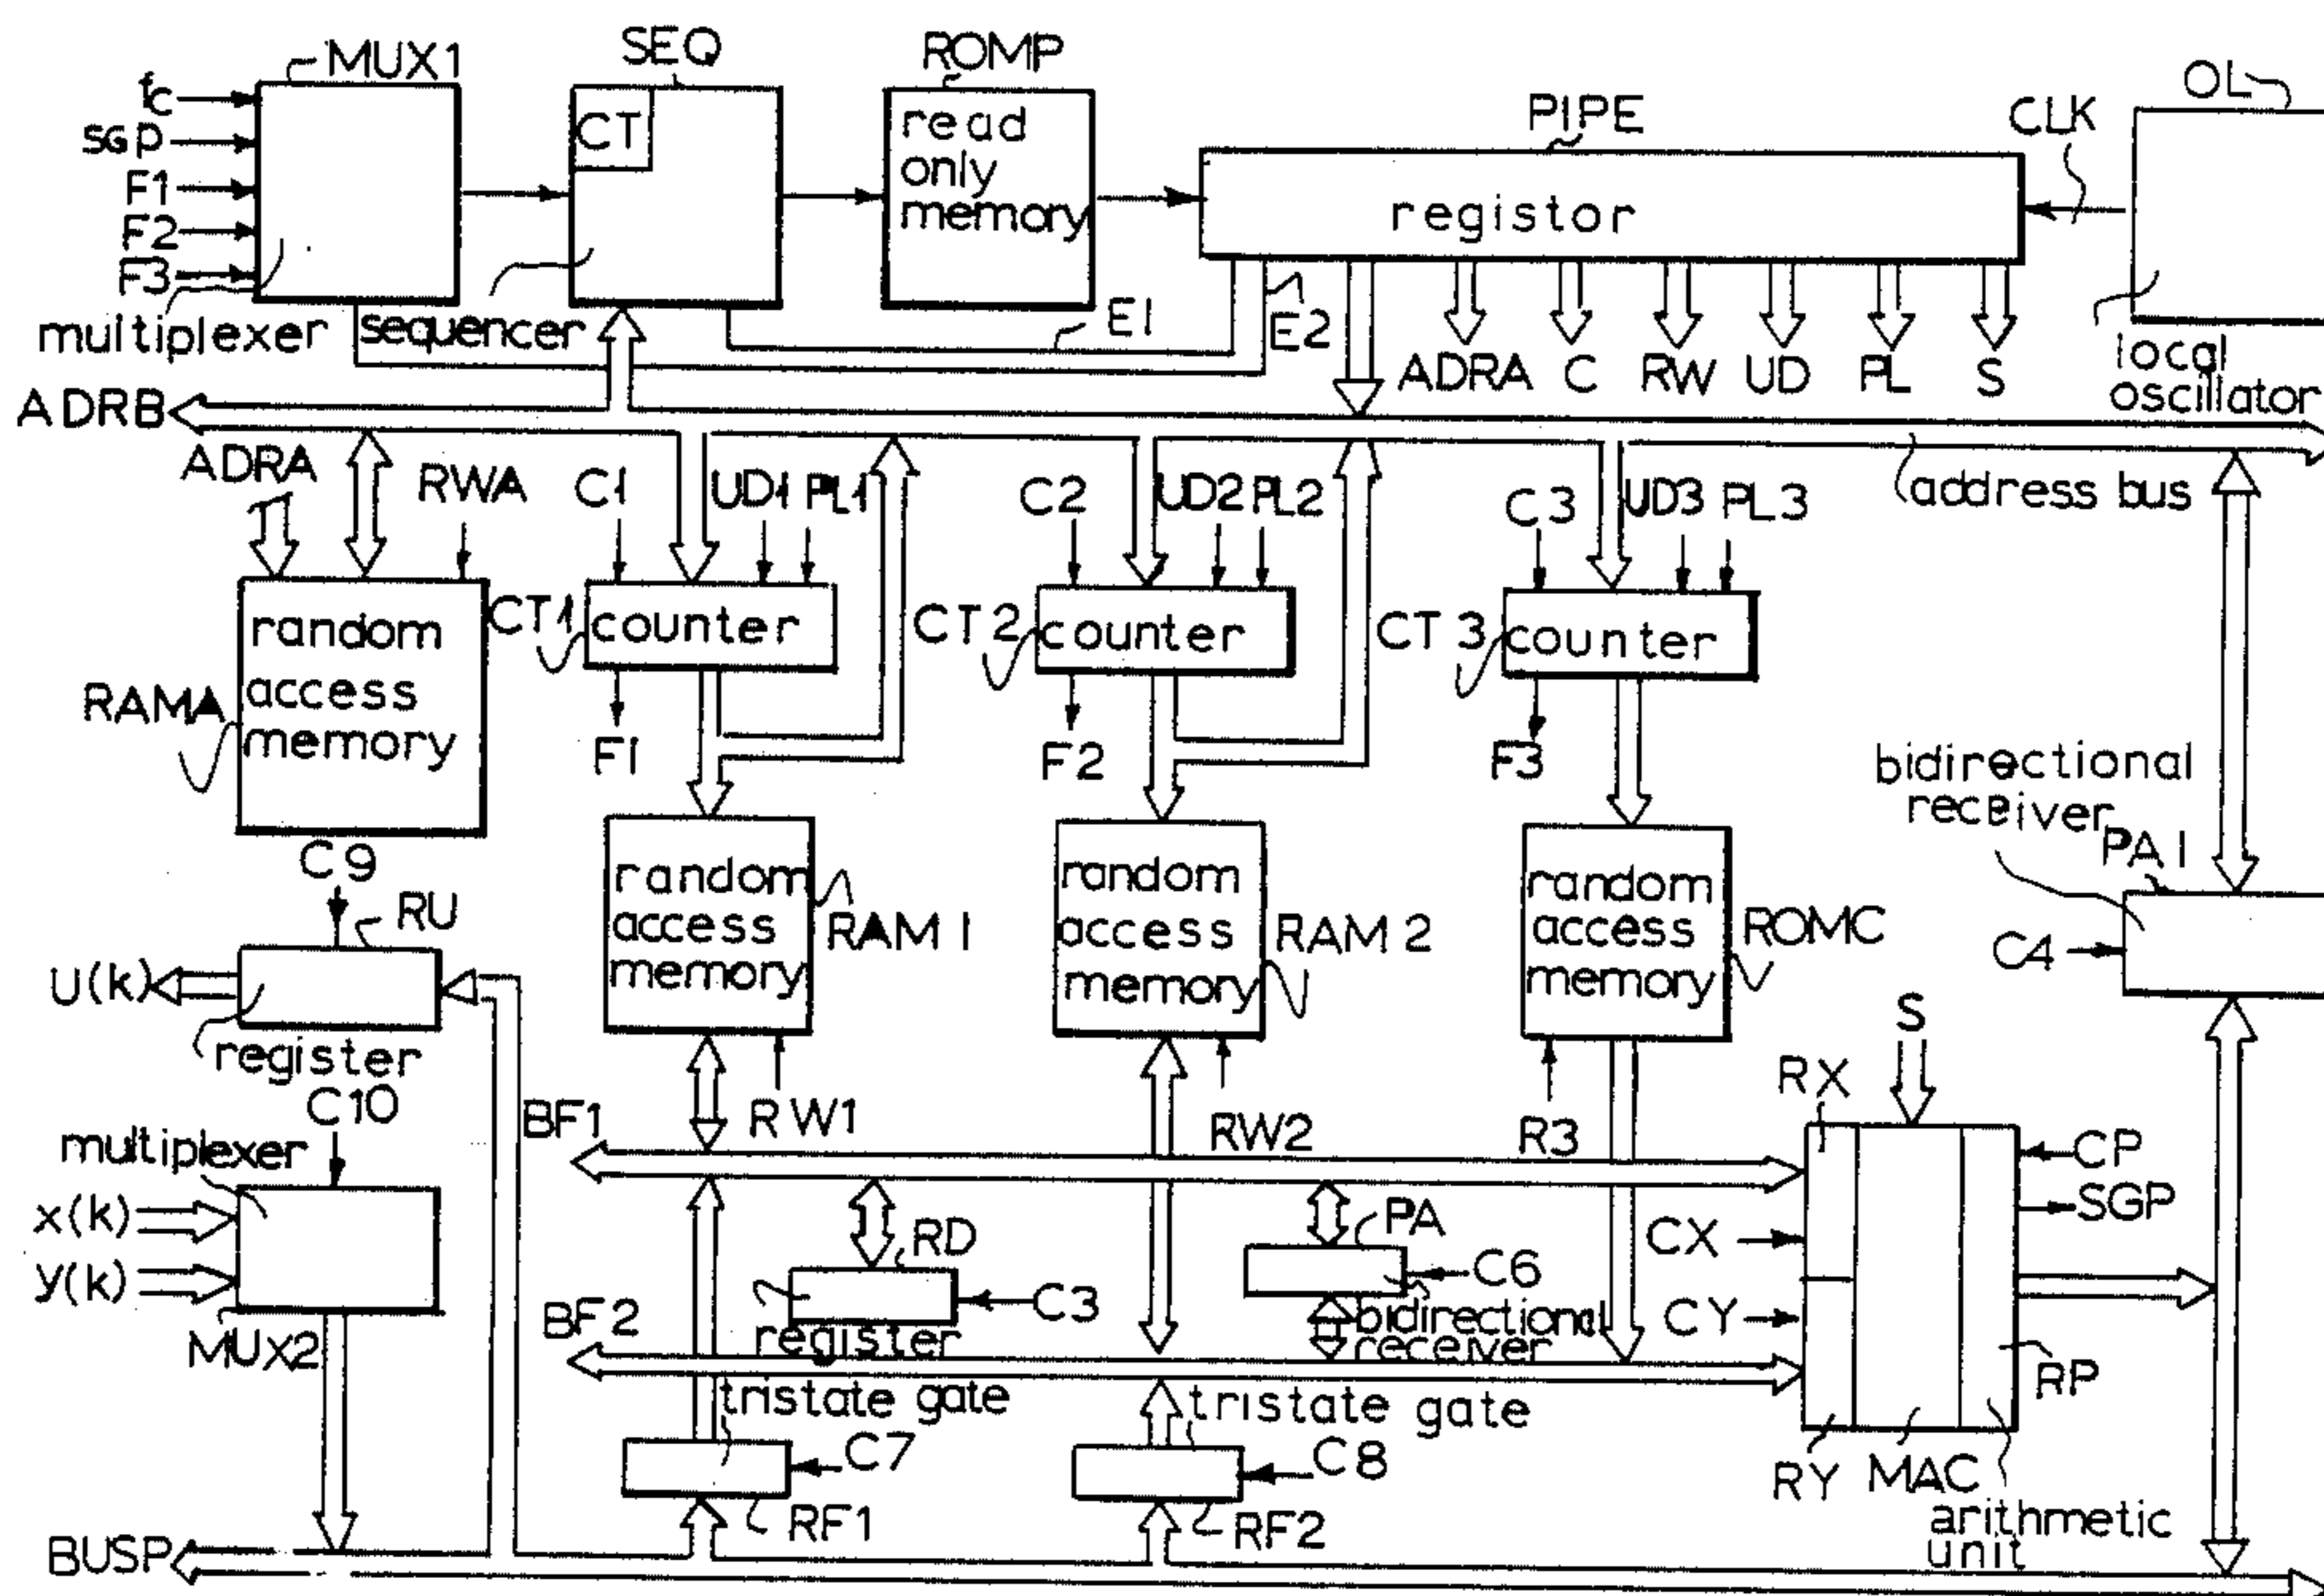 MUX1
SEQ
ROMP
PIPE
CLK
OL
fc
sGp
F1
F2
F3
CT
read
only
memory
registor
multiplexer
sequencer
E1
E2
ADRA
C
RW
UD
PL
S
local
oscillator
ADRB
address bus
ADRA
RWA
C1
UD1
PL1
C2
UD2
PL2
C3
UD3
PL3
CT1
counter
CT2
counter
CT3
counter
RAMA
random
access
memory
F1
F2
F3
bidirectional
receiver
PA1
C4
C9
RU
U(k)
register
random
access
memory
RAM 1
random
access
memory
RAM 2
random
access
memory
ROMC
C10
multiplexer
x(k)
y(k)
MUX2
BF1
RW1
RW2
R3
RX
S
CP
SGP
RD
PA
CX
C3
C6
register
bidirectional
receiver
CY
BF2
RP
tristate gate
tristate gate
C7
C8
RY
MAC
RF1
RF2
arithmetic
unit
BUSP